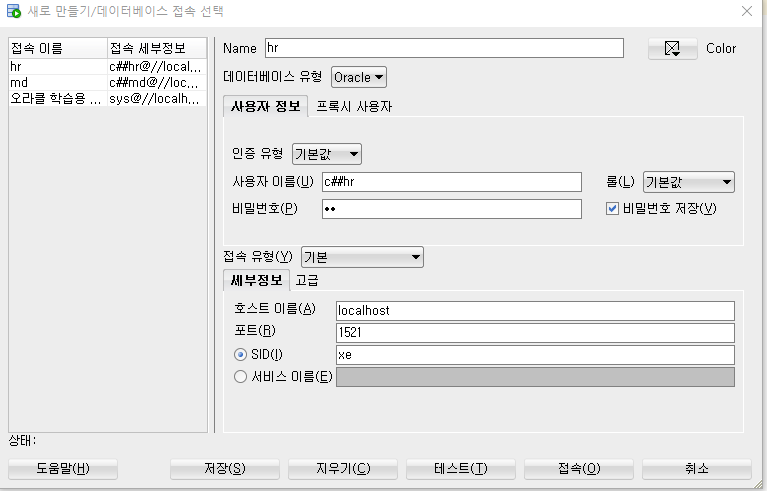 새로 만들기/데이터베이스 접속 선택
접속 이름 접속 세부정보
hr c##hr@//local...
md c##md@//loc...
오라클 학습용 ... sys@//localh...
Name hr Color
데이터베이스 유형 Oracle
사용자 정보 프록시 사용자
인증 유형 기본값
사용자 이름(U) c##hr 롤(L) 기본값
비밀번호(P) •• 비밀번호 저장(V)
접속 유형(Y) 기본
세부정보 고급
호스트 이름(A) localhost
포트(R) 1521
SID(I) xe
서비스 이름(E)
상태:
도움말(H) 저장(S) 지우기(C) 테스트(T) 접속(O) 취소